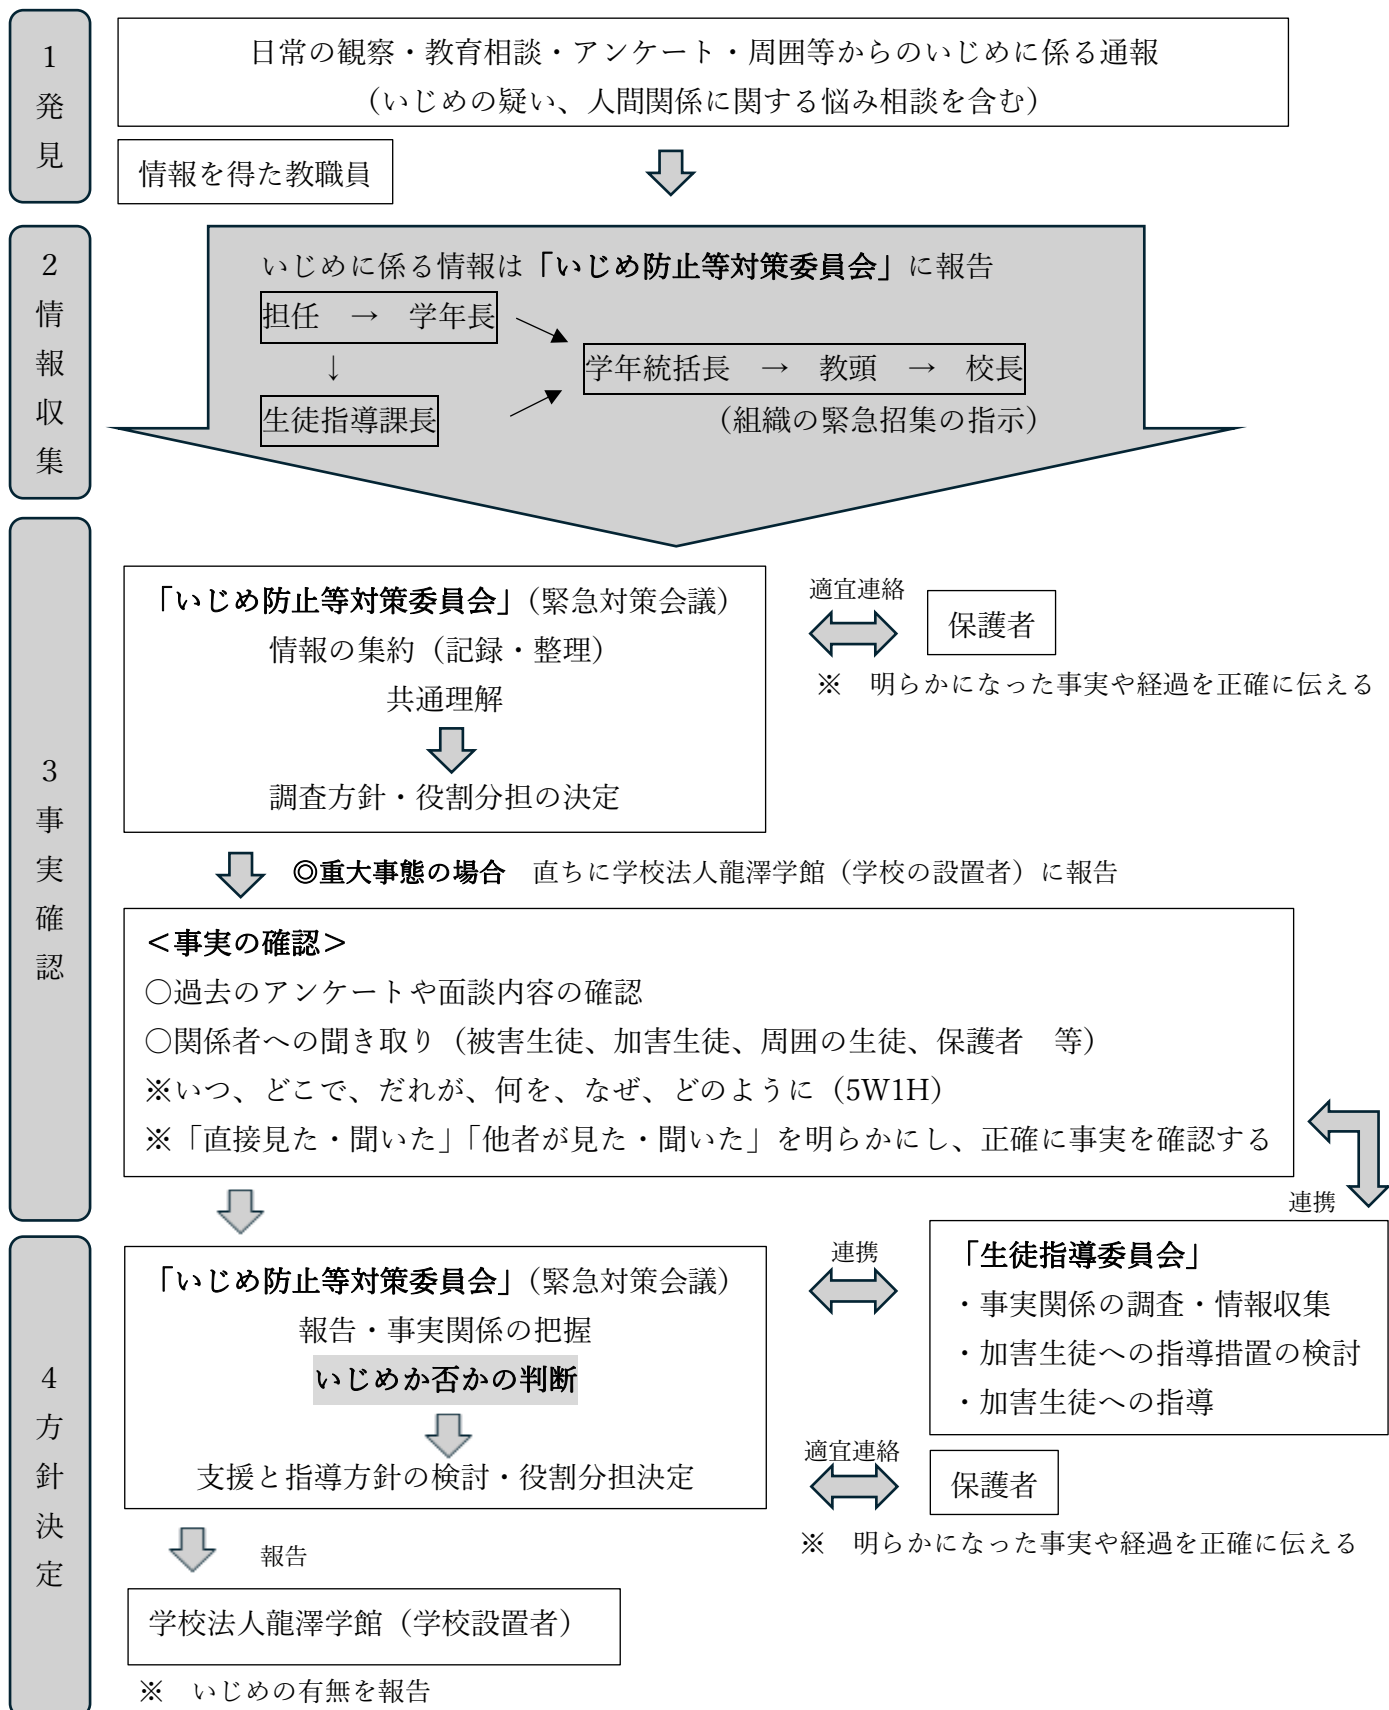 1
発
見
日常の観察・教育相談・アンケート・周囲等からのいじめに係る通報
（いじめの疑い、人間関係に関する悩み相談を含む）
情報を得た教職員
2
情
報
収
集
いじめに係る情報は「いじめ防止等対策委員会」に報告
担任　→　学年長
↓
学年統括長　→　教頭　→　校長
生徒指導課長
（組織の緊急招集の指示）
3
事
実
確
認
「いじめ防止等対策委員会」（緊急対策会議）
情報の集約（記録・整理）
共通理解
調査方針・役割分担の決定
適宜連絡
保護者
※　明らかになった事実や経過を正確に伝える
◎重大事態の場合　直ちに学校法人龍澤学館（学校の設置者）に報告
＜事実の確認＞
○過去のアンケートや面談内容の確認
○関係者への聞き取り（被害生徒、加害生徒、周囲の生徒、保護者　等）
※いつ、どこで、だれが、何を、なぜ、どのように（5W1H）
※「直接見た・聞いた」「他者が見た・聞いた」を明らかにし、正確に事実を確認する
連携
4
方
針
決
定
「いじめ防止等対策委員会」（緊急対策会議）
報告・事実関係の把握
いじめか否かの判断
支援と指導方針の検討・役割分担決定
連携
「生徒指導委員会」
・事実関係の調査・情報収集
・加害生徒への指導措置の検討
・加害生徒への指導
適宜連絡
保護者
※　明らかになった事実や経過を正確に伝える
報告
学校法人龍澤学館（学校設置者）
※　いじめの有無を報告